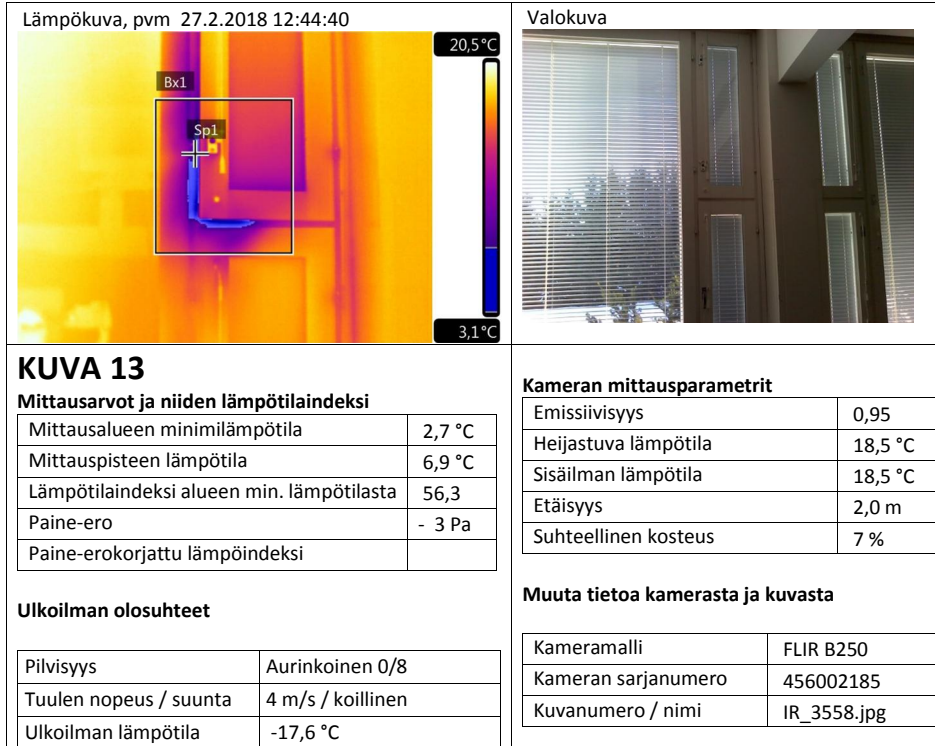 Lämpökuva, pvm 27.2.2018 12:44:40
20,5°C
Bx1
Sp1
3,1°C
Valokuva
KUVA 13
Mittausarvot ja niiden lämpötilaindeksi
Mittausalueen minimilämpötila 2,7 °C
Mittauspisteen lämpötila 6,9 °C
Lämpötilaindeksi alueen min. lämpötilasta 56,3
Paine-ero - 3 Pa
Paine-erokorjattu lämpöindeksi
Ulkoilman olosuhteet
Pilvisyys Aurinkoinen 0/8
Tuulen nopeus / suunta 4 m/s / koillinen
Ulkoilman lämpötila -17,6 °C
Kameran mittausparametrit
Emissiivisyys 0,95
Heijastuva lämpötila 18,5 °C
Sisäilman lämpötila 18,5 °C
Etäisyys 2,0 m
Suhteellinen kosteus 7 %
Muuta tietoa kamerasta ja kuvasta
Kameramalli FLIR B250
Kameran sarjanumero 456002185
Kuvanumero / nimi IR_3558.jpg